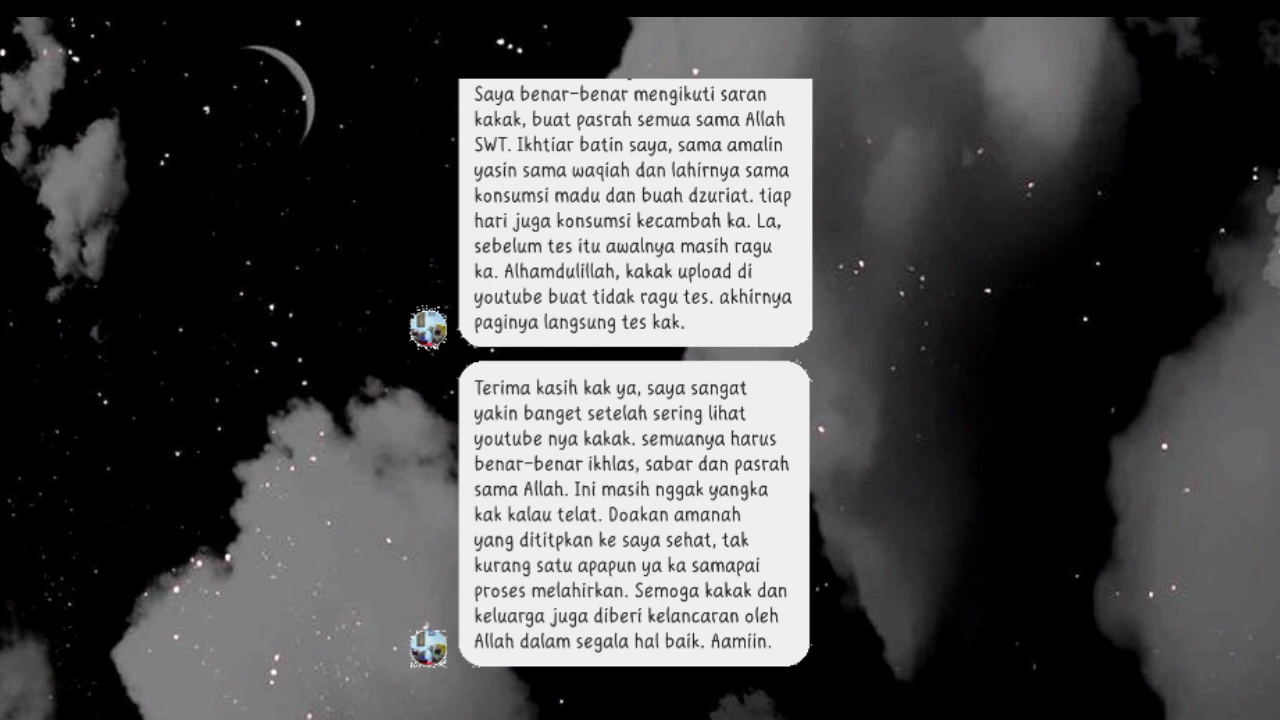 Saya benar-benar mengikuti saran
kakak, buat pasrah semua sama Allah
SWT. Ikhtiar batin saya, sama amalin
yasin sama waqiah dan lahirnya sama
konsumsi madu dan buah dzuriat. tiap
hari juga konsumsi kecambah ka. La,
sebelum tes itu awalnya masih ragu
ka. Alhamdulillah, kakak upload di
youtube buat tidak ragu tes. akhirnya
paginya langsung tes kak.
Terima kasih kak ya, saya sangat
yakin banget setelah sering lihat
youtube nya kakak. semuanya harus
benar-benar ikhlas, sabar dan pasrah
sama Allah. Ini masih nggak yangka
kak kalau telat. Doakan amanah
yang dititpkan ke saya sehat, tak
kurang satu apapun ya ka samapai
proses melahirkan. Semoga kakak dan
keluarga juga diberi kelancaran oleh
Allah dalam segala hal baik. Aamiin.